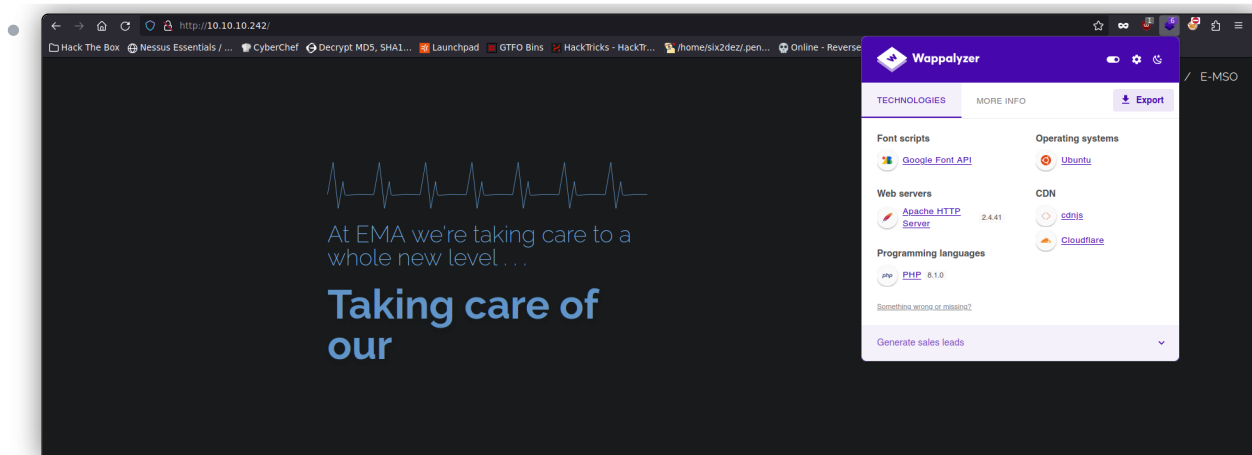 http://10.10.10.242/
Hack The Box Nessus Essentials / ... CyberChef Decrypt MD5, SHA1... Launchpad GTFO Bins HackTricks - HackTr... /home/six2dez/.pen... Online - Reverse
Wappalyzer
/ E-MSO
TECHNOLOGIES MORE INFO Export
Font scripts Operating systems
Google Font API Ubuntu
Web servers CDN
Apache HTTP Server 2.4.41 cdnjs
Cloudflare
Programming languages
php PHP 8.1.0
Something wrong or missing?
Generate sales leads
At EMA we're taking care to a
whole new level . . .
Taking care of
our